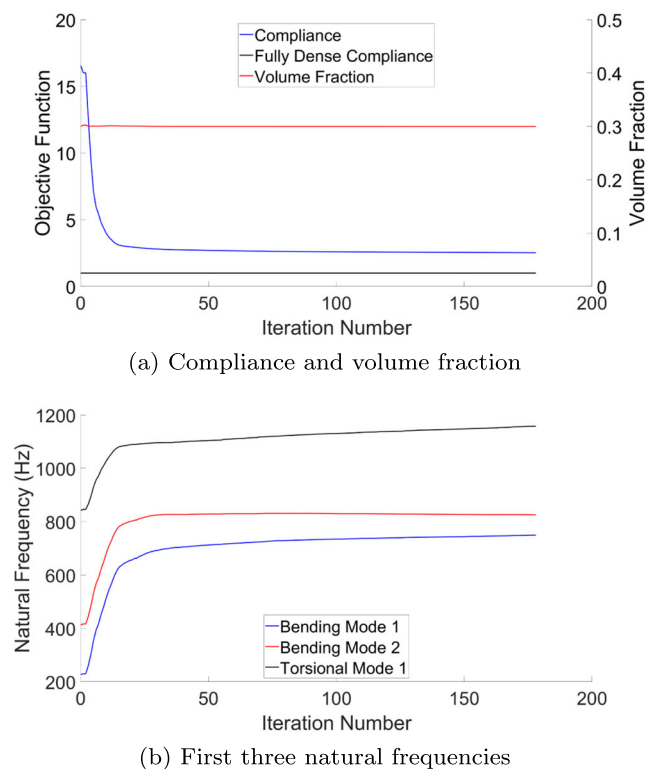 20
0.5
Compliance
Fully Dense Compliance
Volume Fraction
15
0.4
10
0.3
0.2
5
0.1
0
0
0
50
100
150
200
Objective Function
Volume Fraction
Iteration Number
(a) Compliance and volume fraction
1200
1000
800
600
400
200
Natural Frequency (Hz)
Bending Mode 1
Bending Mode 2
Torsional Mode 1
0
50
100
150
200
Iteration Number
(b) First three natural frequencies